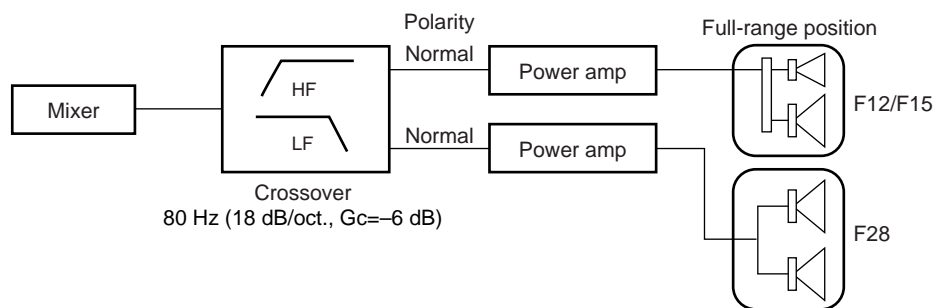 Polarity
Full-range position
Normal
Power amp
HF
Mixer
F12/F15
LF
Normal
Power amp
Crossover
80 Hz (18 dB/oct., Gc=–6 dB)
F28